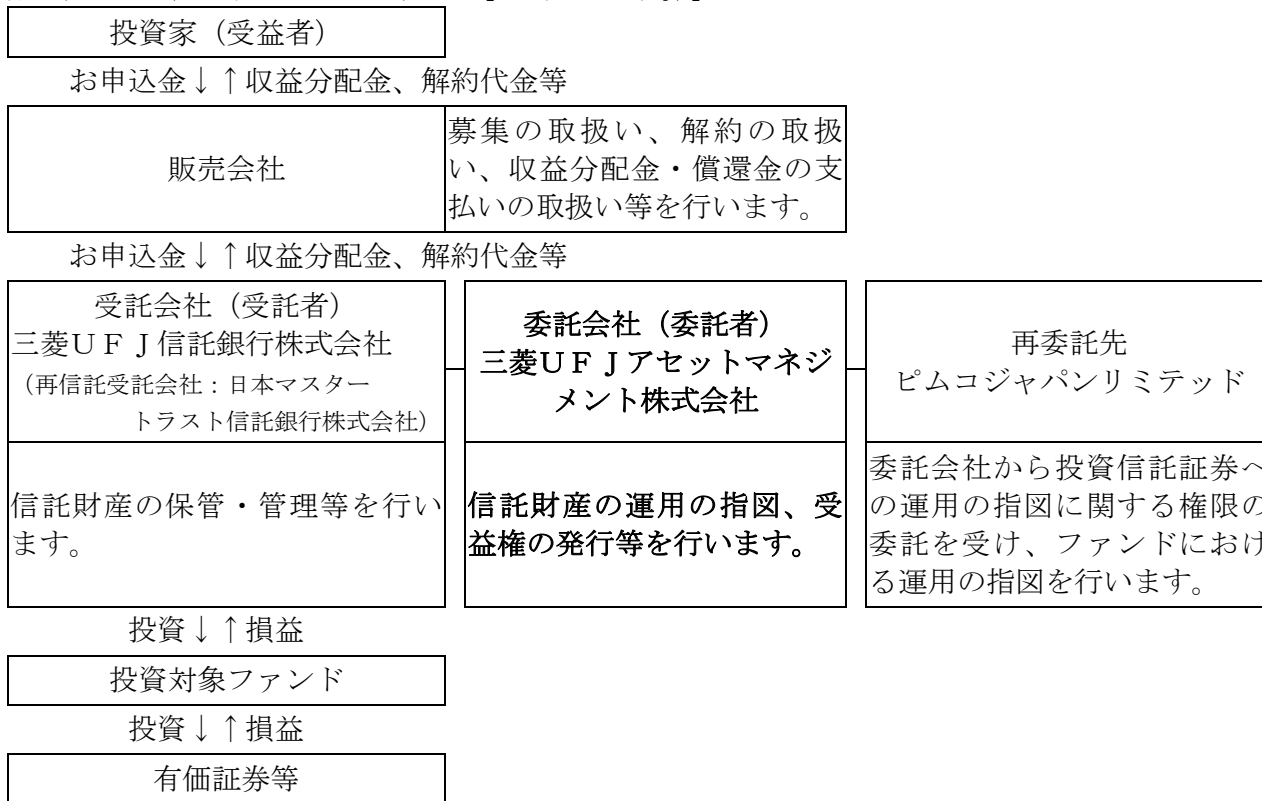 投資家（受益者）
お申込金↓↑収益分配金、解約代金等
販売会社
募集の取扱い、解約の取扱
い、収益分配金・償還金の支
払いの取扱い等を行います。
お申込金↓↑収益分配金、解約代金等
受託会社（受託者）
三菱ＵＦＪ信託銀行株式会社
（再信託受託会社：日本マスター
トラスト信託銀行株式会社）
委託会社（委託者）
三菱ＵＦＪアセットマネジ
メント株式会社
再委託先
ピムコジャパンリミテッド
信託財産の保管・管理等を行い
ます。
信託財産の運用の指図、受
益権の発行等を行います。
委託会社から投資信託証券へ
の運用の指図に関する権限の
委託を受け、ファンドにおけ
る運用の指図を行います。
投資↓↑損益
投資対象ファンド
投資↓↑損益
有価証券等